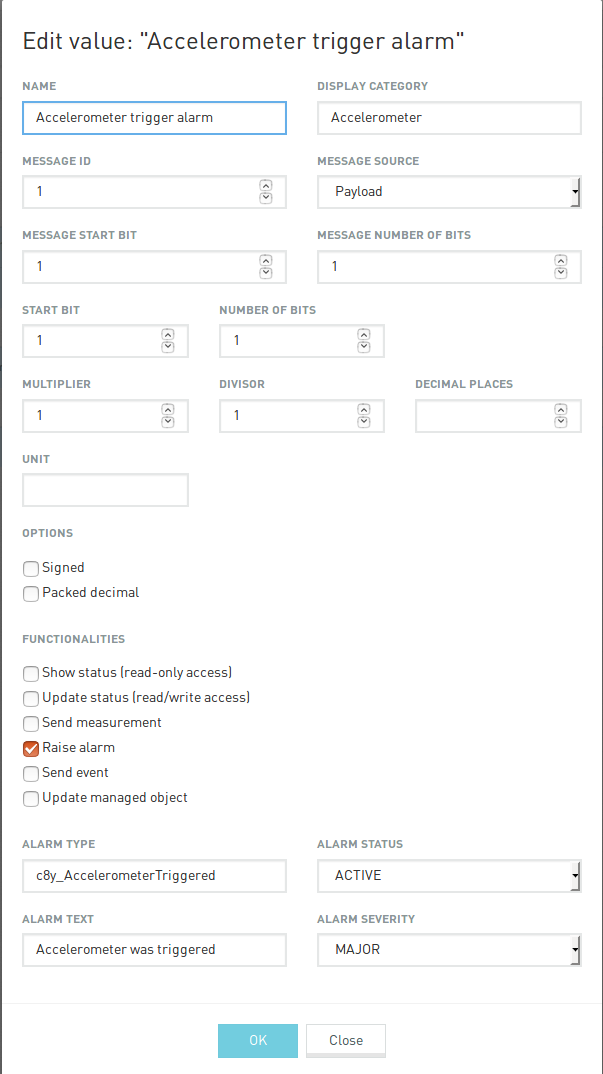 Edit value: "Accelerometer trigger alarm"
NAME DISPLAY CATEGORY
Accelerometer trigger alarm Accelerometer
MESSAGE ID MESSAGE SOURCE
1 Payload
MESSAGE START BIT MESSAGE NUMBER OF BITS
1 1
START BIT NUMBER OF BITS
1 1
MULTIPLIER DIVISOR DECIMAL PLACES
1 1
UNIT
OPTIONS
Signed
Packed decimal
FUNCTIONALITIES
Show status (read-only access)
Update status (read/write access)
Send measurement
Raise alarm
Send event
Update managed object
ALARM TYPE ALARM STATUS
c8y_AccelerometerTriggered ACTIVE
ALARM TEXT ALARM SEVERITY
Accelerometer was triggered MAJOR
OK Close